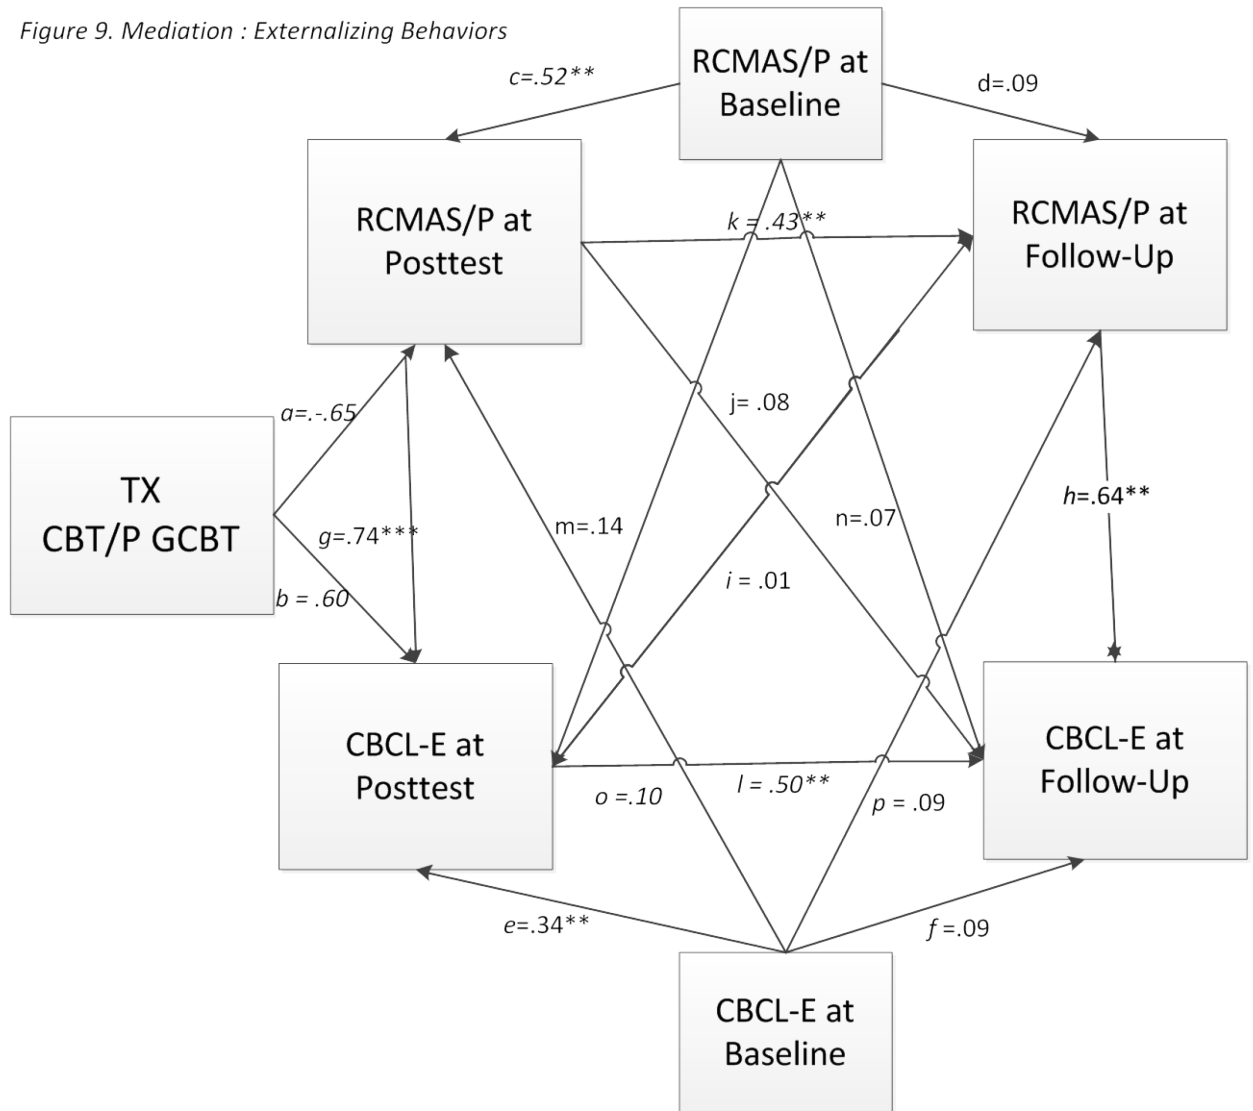 Figure 9. Mediation : Externalizing Behaviors
RCMAS/P at
Baseline
c=.52**
d=.09
RCMAS/P at
Posttest
RCMAS/P at
Follow-Up
k = .43**
a=.-.65
j= .08
TX
CBT/P GCBT
g=.74***
m=.14
n=.07
h=.64**
i = .01
b = .60
CBCL-E at
Posttest
CBCL-E at
Follow-Up
o =.10
l = .50**
p = .09
e=.34**
f =.09
CBCL-E at
Baseline